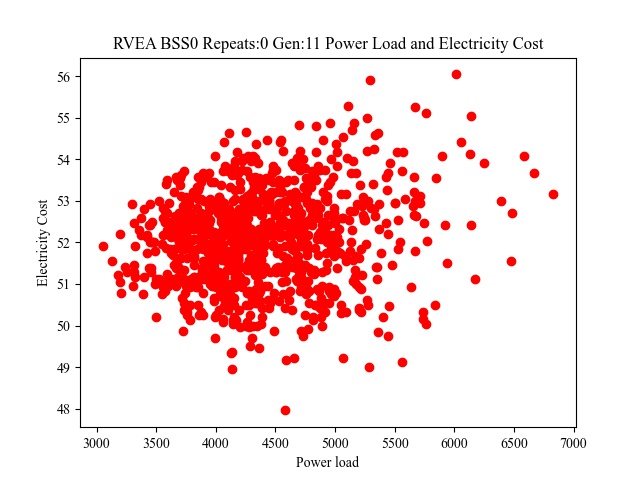 RVEA BSS0 Repeats:0 Gen:11 Power Load and Electricity Cost
56
55
54
53
52
51
50
49
48
Electricity Cost
3000 3500 4000 4500 5000 5500 6000 6500 7000
Power load